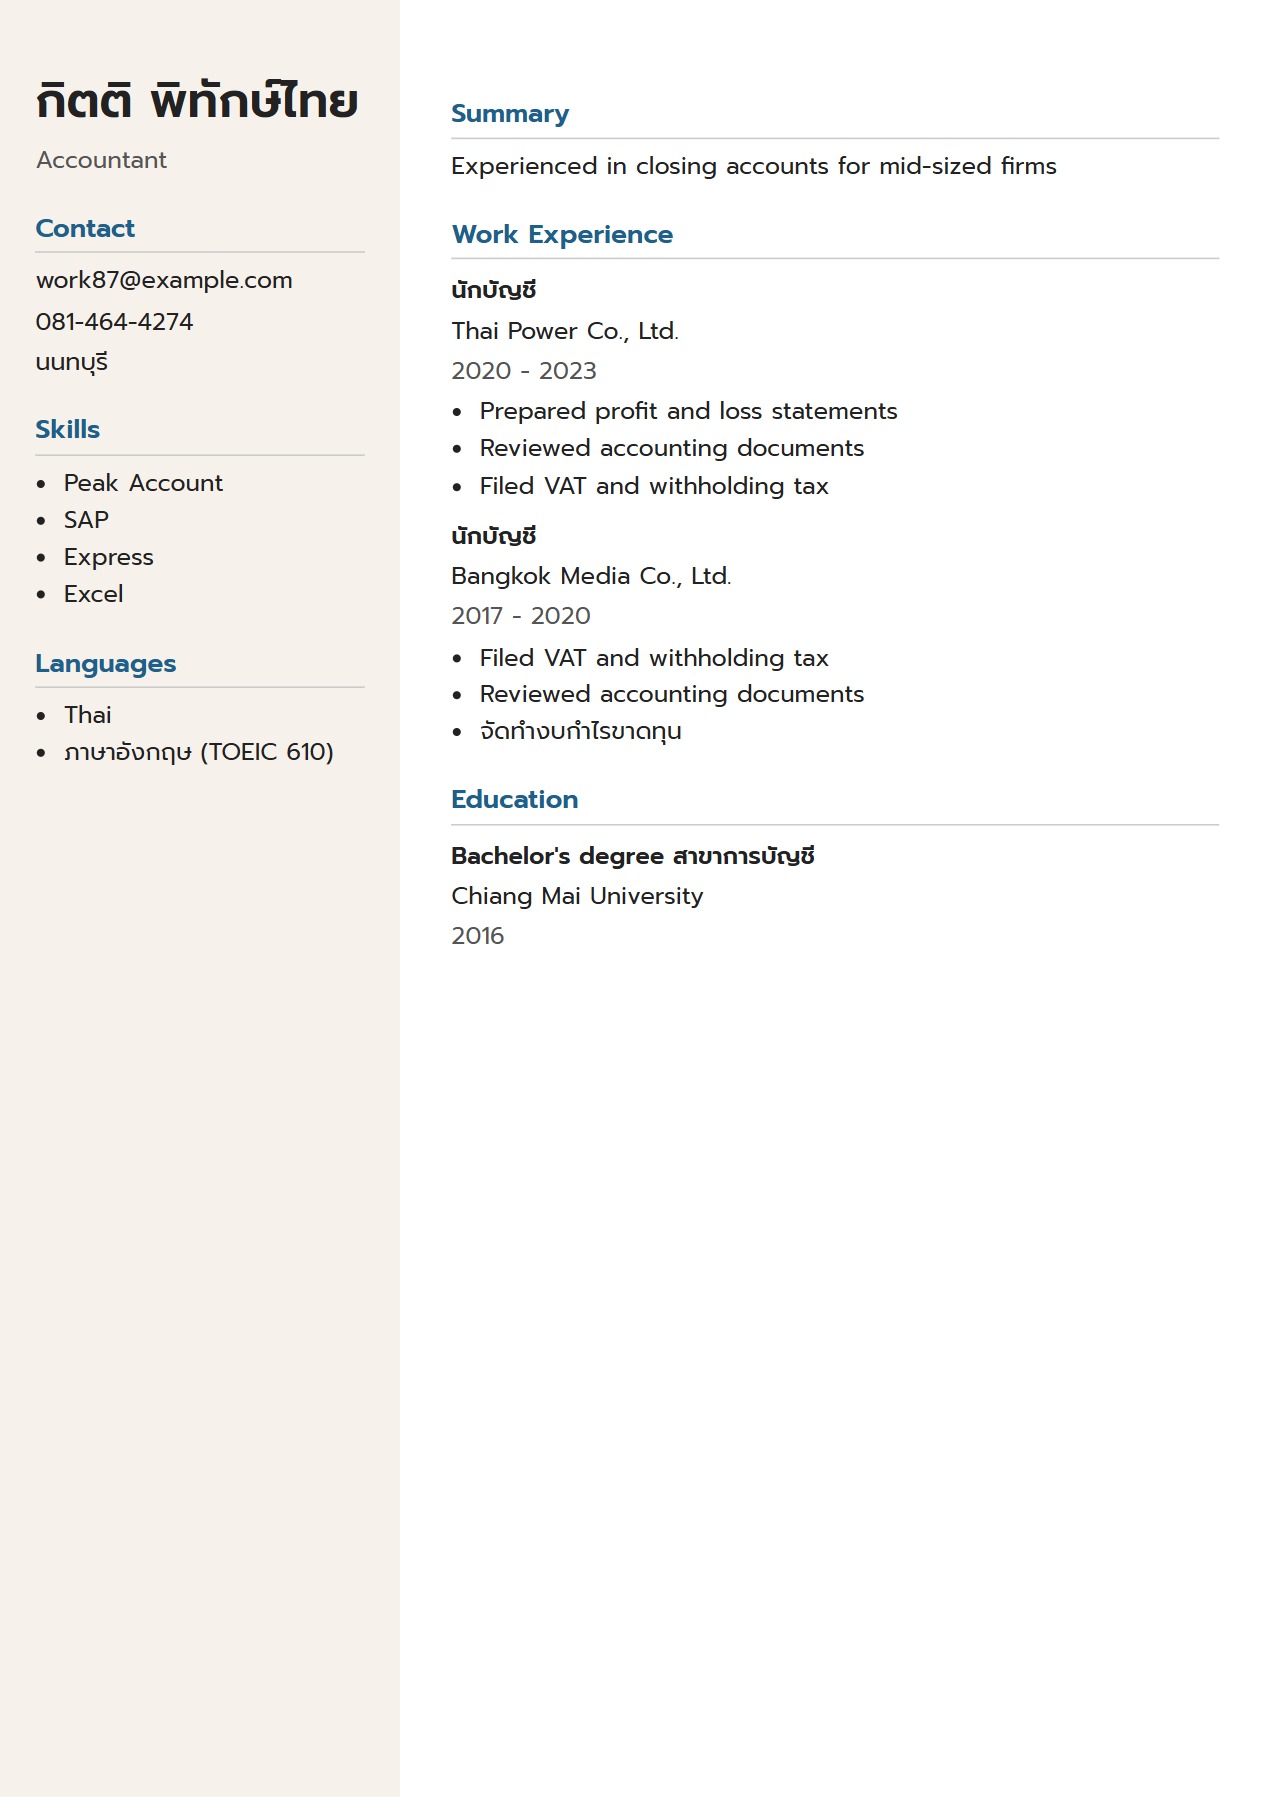 กิตติ พิทักษ์ไทย
Accountant
Contact
work87@example.com
081-464-4274
นนทบุรี
Skills
• Peak Account
• SAP
• Express
• Excel
Languages
• Thai
• ภาษาอังกฤษ (TOEIC 610)
Summary
Experienced in closing accounts for mid-sized firms
Work Experience
นักบัญชี
Thai Power Co., Ltd.
2020 - 2023
• Prepared profit and loss statements
• Reviewed accounting documents
• Filed VAT and withholding tax
นักบัญชี
Bangkok Media Co., Ltd.
2017 - 2020
• Filed VAT and withholding tax
• Reviewed accounting documents
• จัดทำงบกำไรขาดทุน
Education
Bachelor's degree สาขาการบัญชี
Chiang Mai University
2016